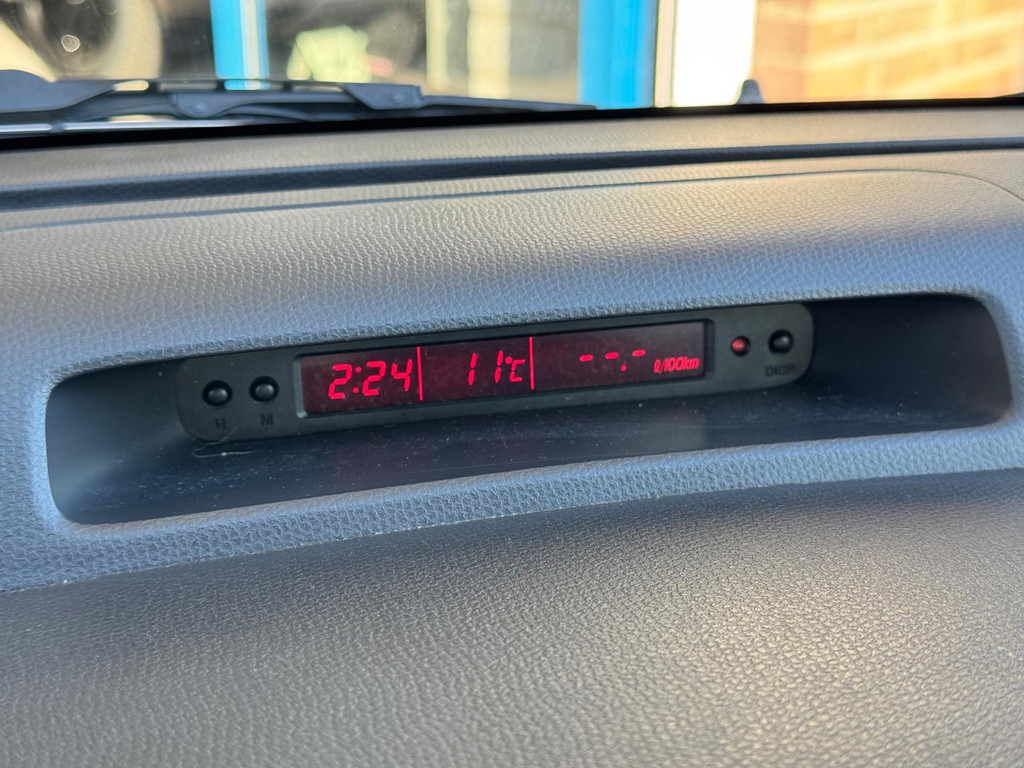 2:24 11°C --.- ℓ/100km
H M DISP